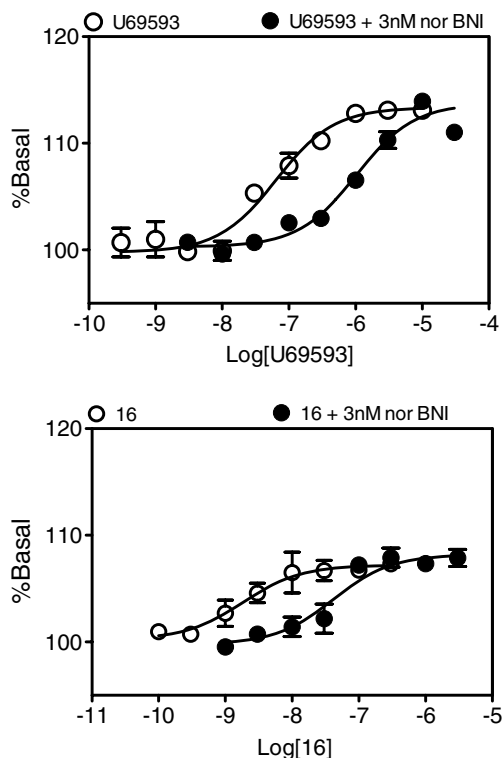 U69593 U69593 + 3nM nor BNI
120
110
100
%Basal
-10 -9 -8 -7 -6 -5 -4
Log[U69593]
16 16 + 3nM nor BNI
120
110
100
%Basal
-11 -10 -9 -8 -7 -6 -5
Log[16]